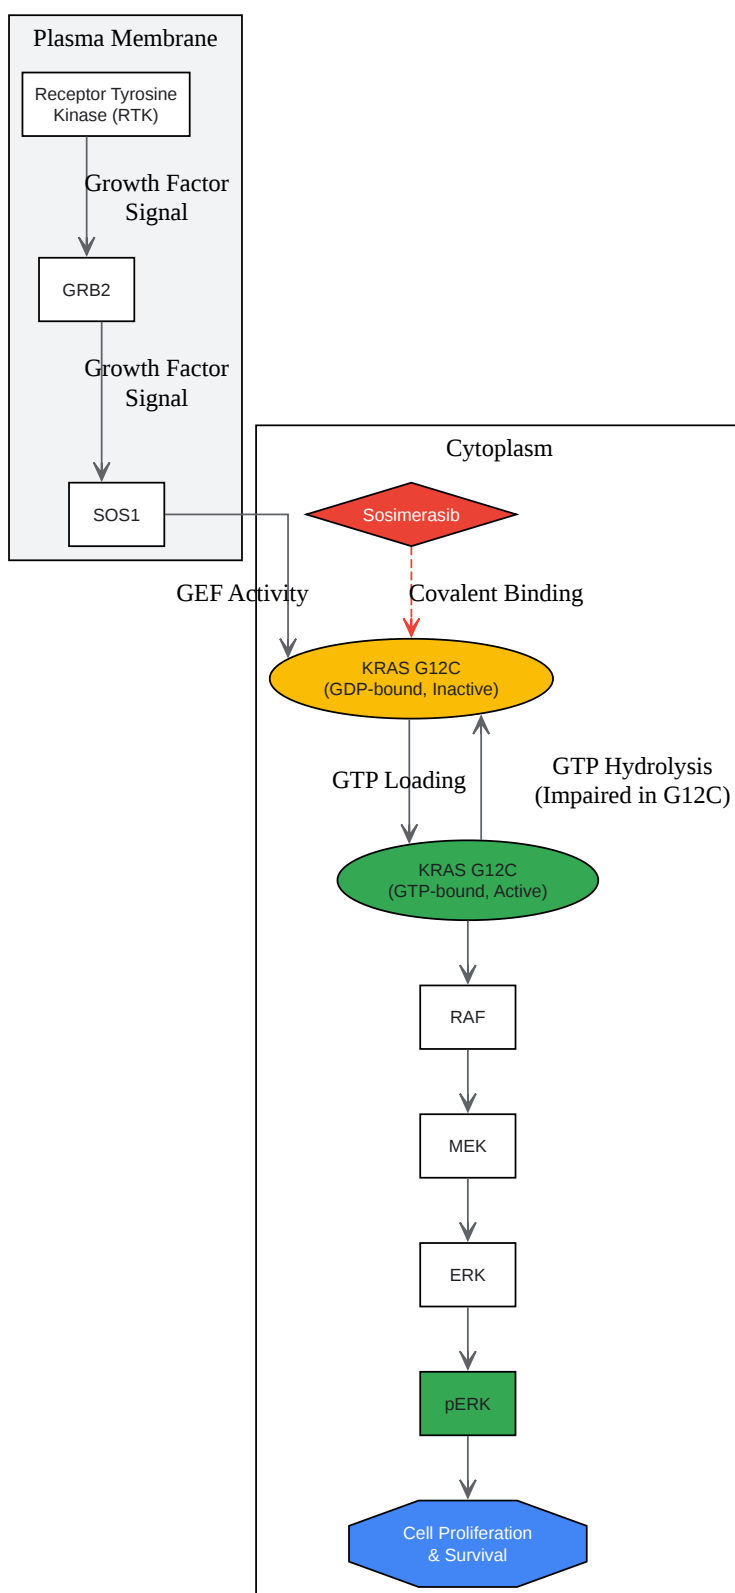 Plasma Membrane
Receptor Tyrosine
Kinase (RTK)
Growth Factor
Signal
GRB2
Growth Factor
Signal
SOS1
Cytoplasm
Sosimerasib
GEF Activity
Covalent Binding
KRAS G12C
(GDP-bound, Inactive)
GTP Loading
GTP Hydrolysis
(Impaired in G12C)
KRAS G12C
(GTP-bound, Active)
RAF
MEK
ERK
pERK
Cell Proliferation
& Survival